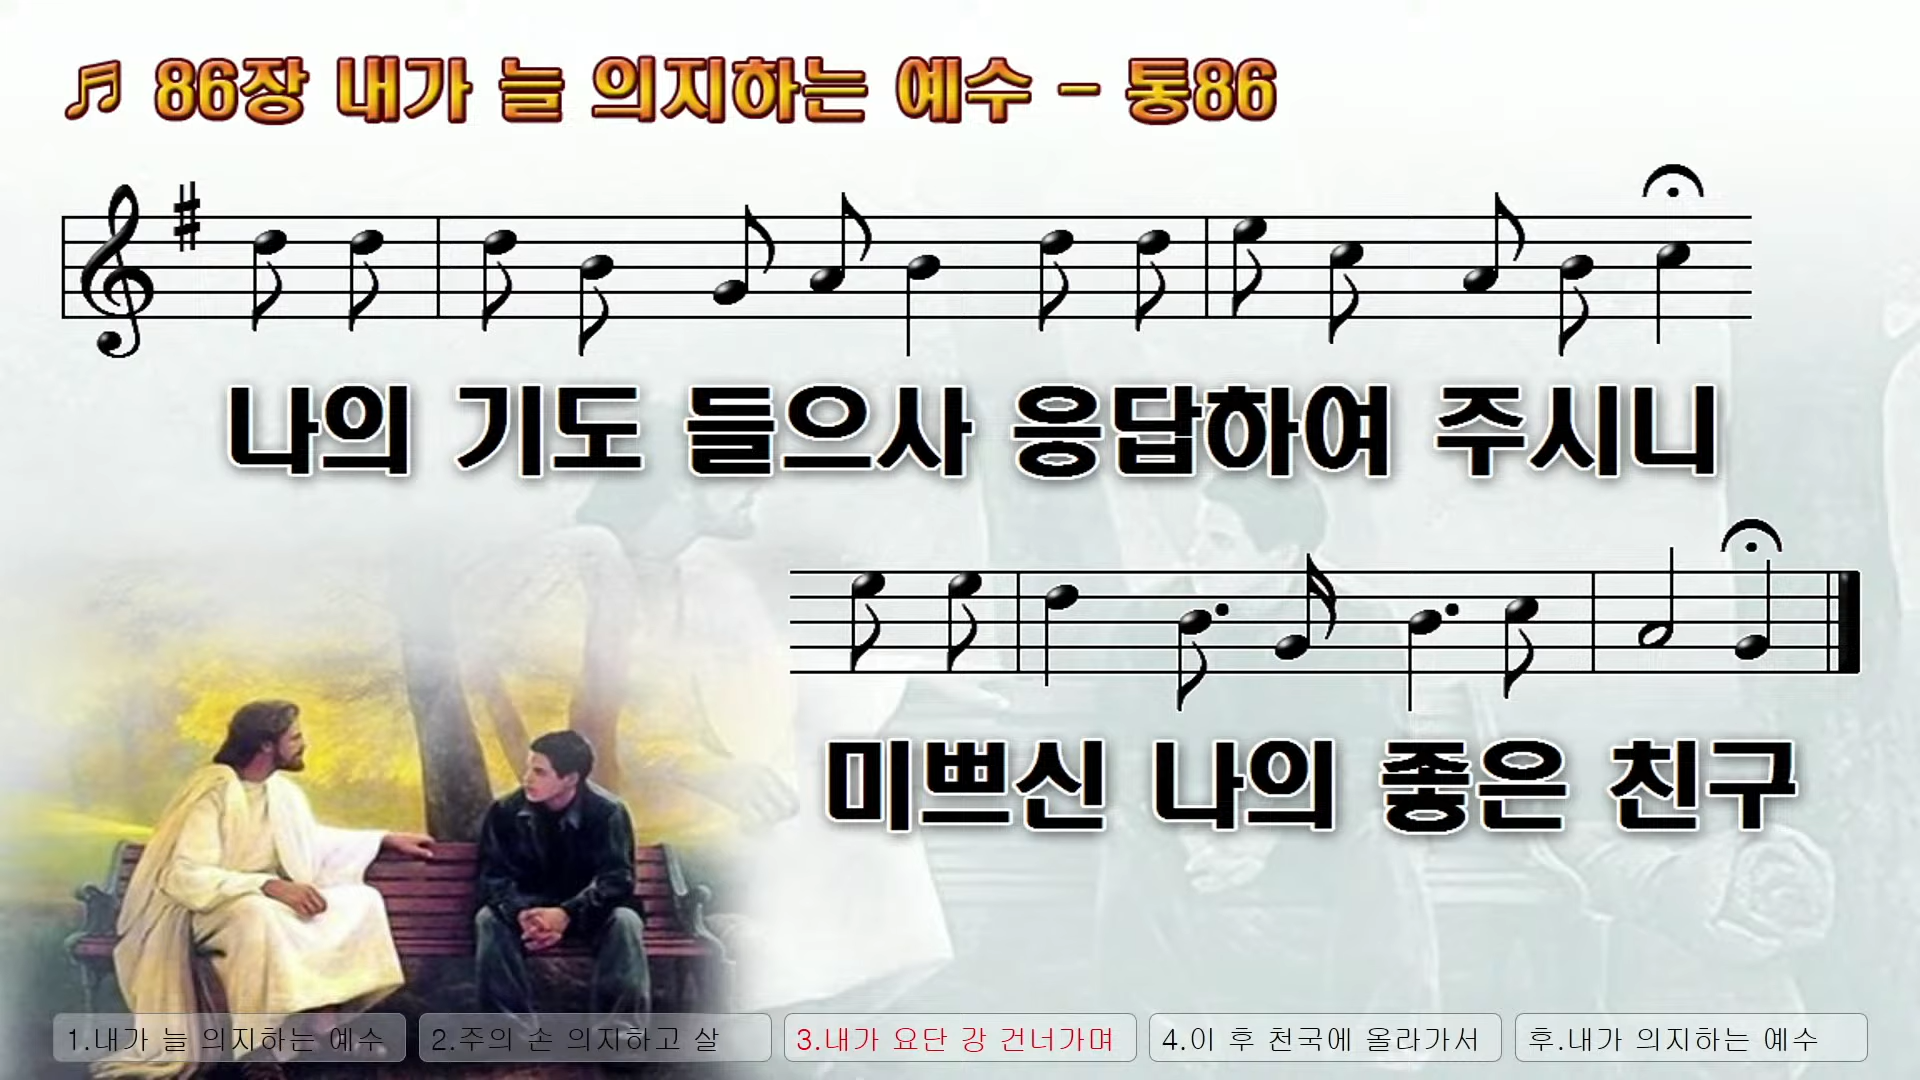 ♬ 86장 내가 늘 의지하는 예수 - 통86
나의 기도 들으사 응답하여 주시니
미쁘신 나의 좋은 친구
1.내가 늘 의지하는 예수
2.주의 손 의지하고 살
3.내가 요단 강 건너가며
4.이 후 천국에 올라가서
후.내가 의지하는 예수